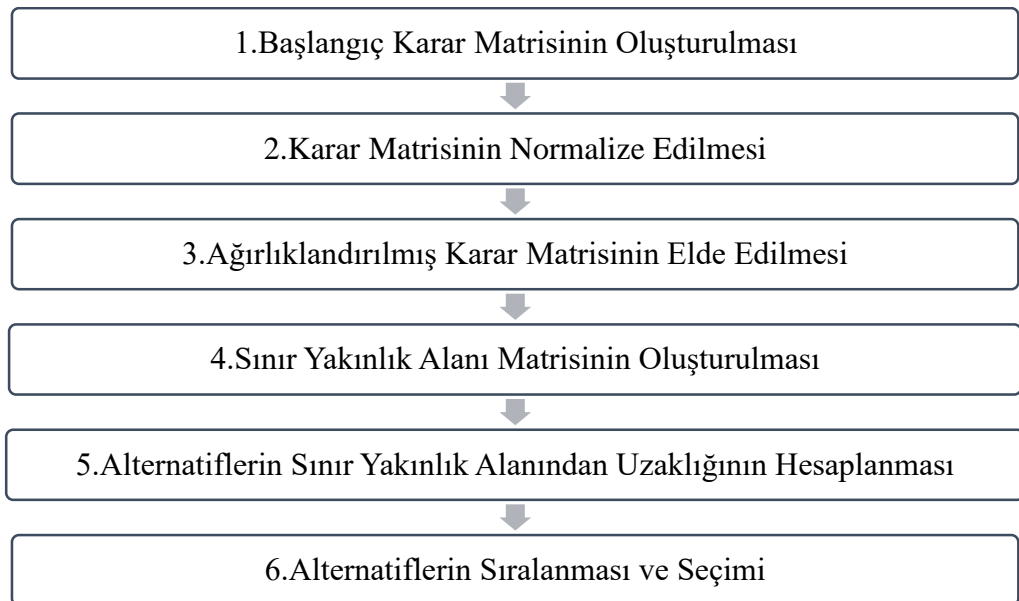 1.Başlangıç Karar Matrisinin Oluşturulması
2.Karar Matrisinin Normalize Edilmesi
3.Ağırlıklandırılmış Karar Matrisinin Elde Edilmesi
4.Sınır Yakınlık Alanı Matrisinin Oluşturulması
5.Alternatiflerin Sınır Yakınlık Alanından Uzaklığının Hesaplanması
6.Alternatiflerin Sıralanması ve Seçimi